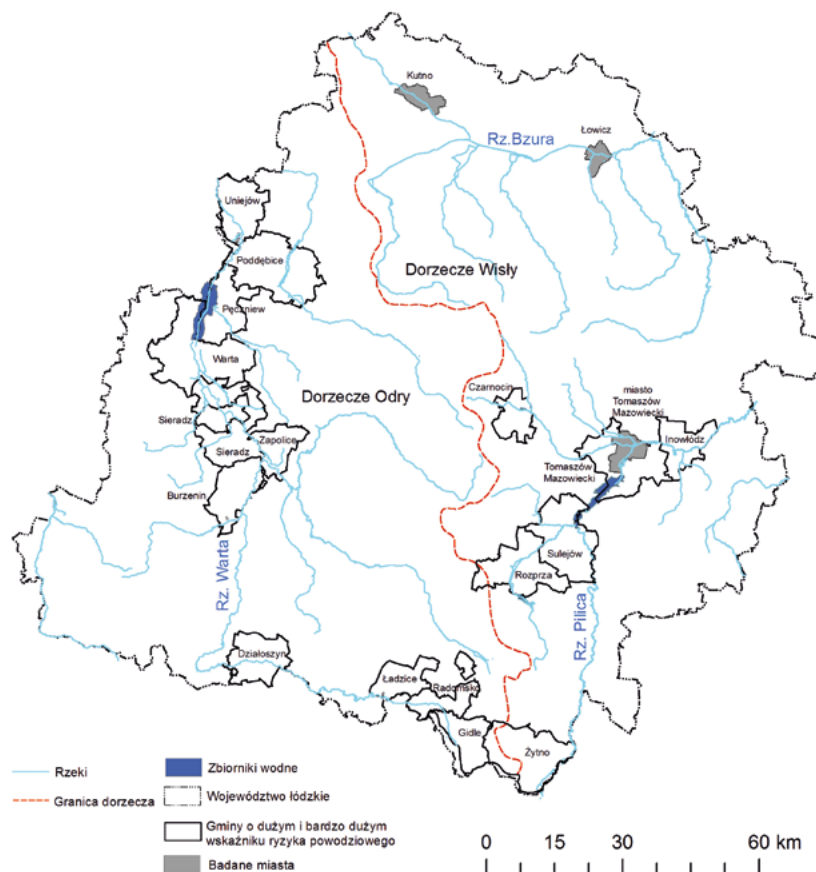 Kutno
Rz.Bzura
Łowicz
Uniejów
Poddębice
Dorzecze Wisły
Pęczniew
Warta
Czarnocin
miasto
Tomaszów
Mazowiecki
Dorzecze Odry
Sieradz
Zapolice
Inowłódz
Sieradz
Tomaszów
Mazowiecki
Burzenin
Sulejów
Rozprza
Rz. Warta
Rz. Pilica
Działoszyn
Ładzice
Radomsko
Gidle
Żytno
Rzeki
Granica dorzecza
Zbiorniki wodne
Województwo łódzkie
Gminy o dużym i bardzo dużym
wskaźniku ryzyka powodziowego
Badane miasta
0 15 30 60 km